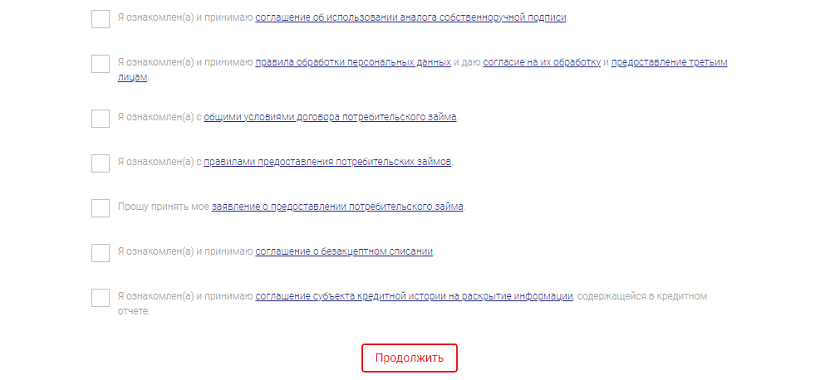 Я ознакомлен(а) и принимаю соглашение об использовании аналога собственноручной подписи.
Я ознакомлен(а) и принимаю правила обработки персональных данных и даю согласие на их обработку и предоставление третьим
лицам.
Я ознакомлен(а) с общими условиями договора потребительского займа.
Я ознакомлен(а) с правилами предоставления потребительских займов.
Прошу принять мое заявление о предоставлении потребительского займа.
Я ознакомлен(а) и принимаю соглашение о безакцептном списании.
Я ознакомлен(а) и принимаю соглашение субъекта кредитной истории на раскрытие информации, содержащейся в кредитном
отчете.
Продолжить